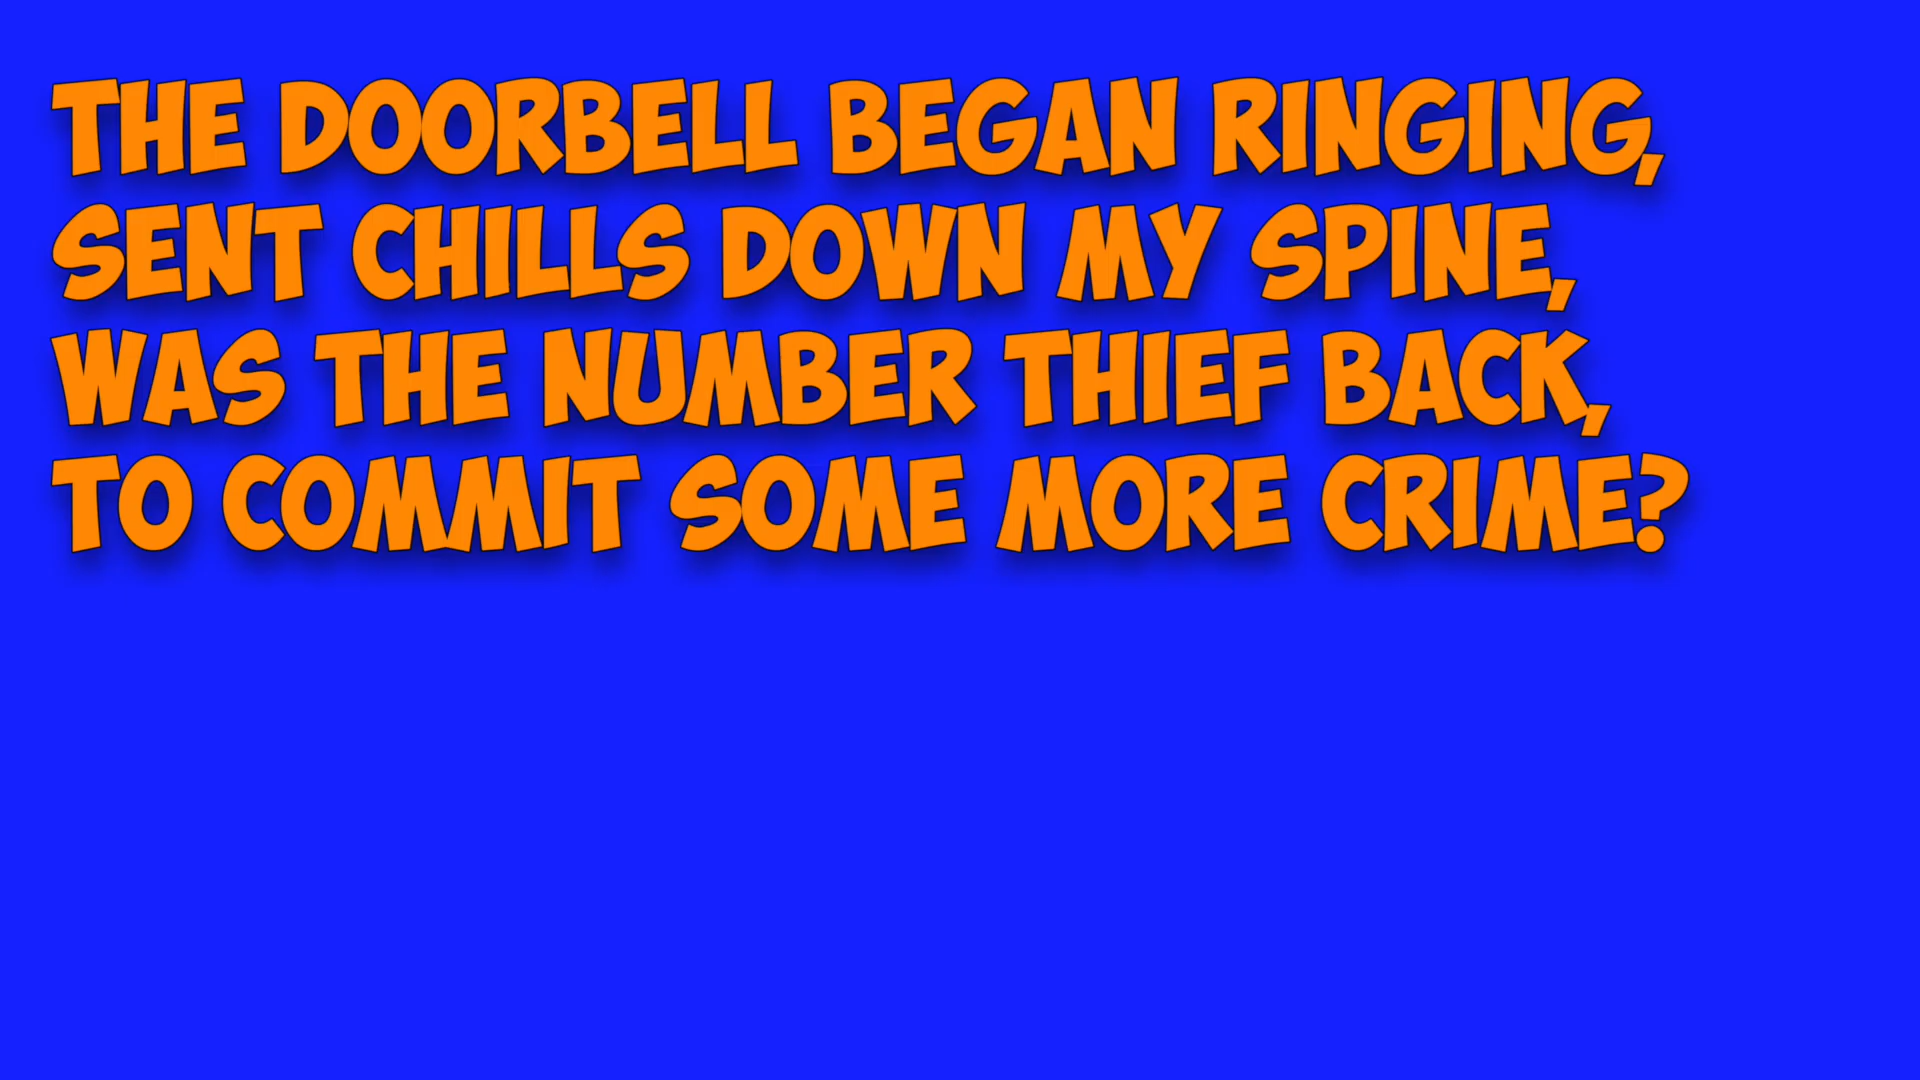 THE DOORBELL BEGAN RINGING,
SENT CHILLS DOWN MY SPINE,
WAS THE NUMBER THIEF BACK,
TO COMMIT SOME MORE CRIME?